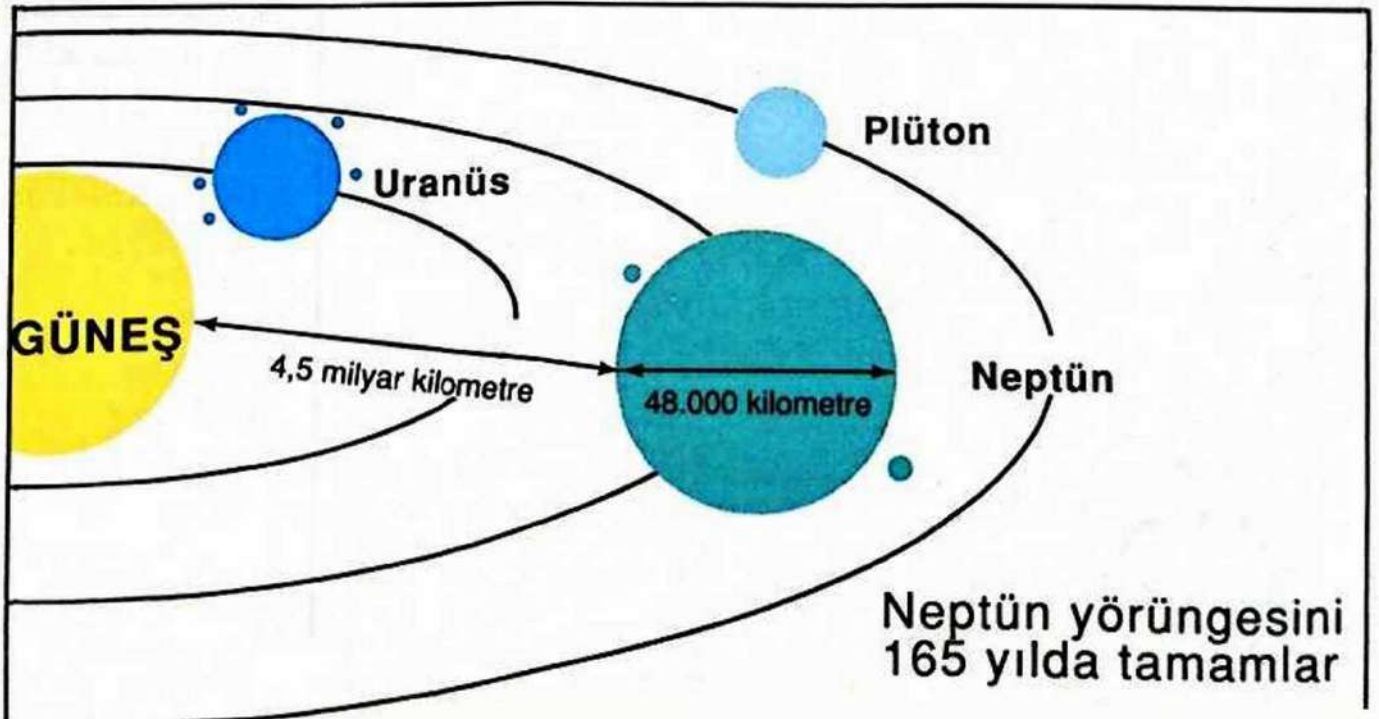 Plüton
Uranüs
GÜNEŞ
4,5 milyar kilometre
48.000 kilometre
Neptün
Neptün yörüngesini
165 yılda tamamlar